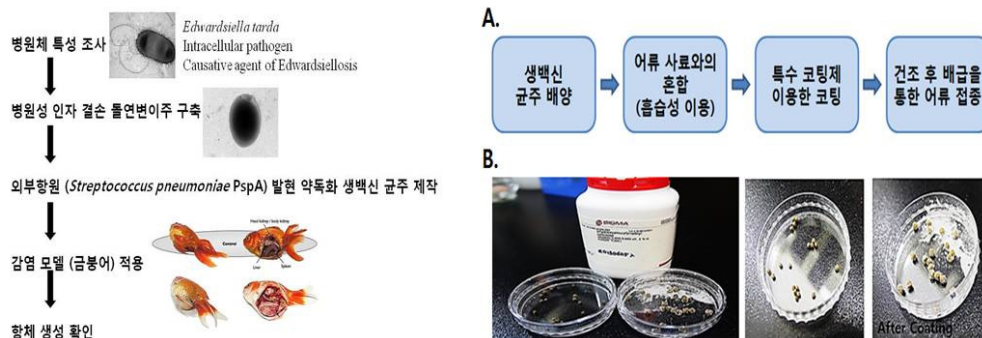 병원체 특성 조사
Edwardsiella tarda
Intracellular pathogen
Causative agent of Edwardsiellosis
병원성 인자 결손 돌연변이주 구축
외부항원 (Streptococcus pneumoniae PspA) 발현 약독화 생백신 균주 제작
감염 모델 (금붕어) 적용
항체 생성 확인
A.
생백신
균주 배양
어류 사료와의
혼합
(흡습성 이용)
특수 코팅제
이용한 코팅
건조 후 배급을
통한 어류 접종
B.
After Coating